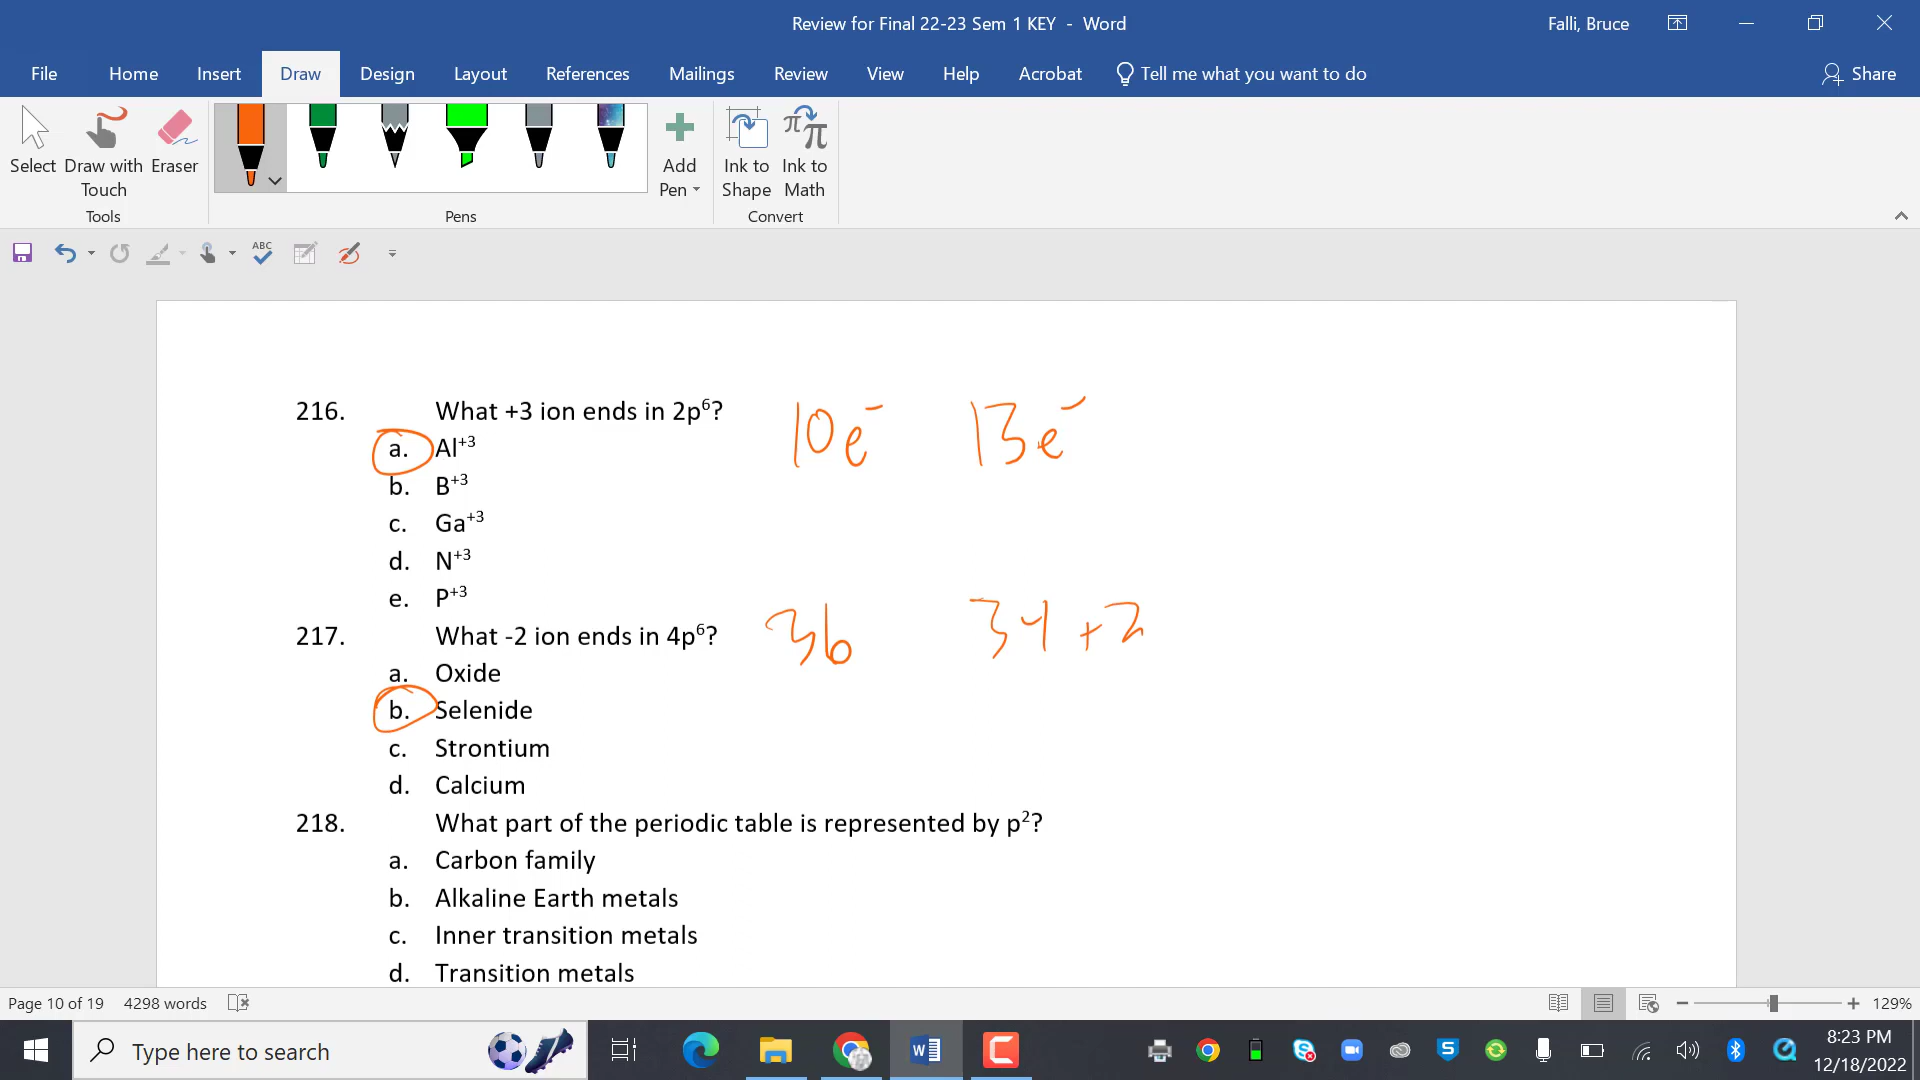 Review for Final 22-23 Sem 1 KEY - Word
Falli, Bruce
File Home Insert Draw Design Layout References Mailings Review View Help Acrobat Tell me what you want to do Share
Select Draw with Touch Eraser Add Pen Ink to Shape Ink to Math
Tools Pens Convert
ABC
216. What +3 ion ends in 2p⁶? 10e⁻ 13e⁻
a. Al⁺³
b. B⁺³
c. Ga⁺³
d. N⁺³
e. P⁺³
217. What -2 ion ends in 4p⁶? 36 34 +2
a. Oxide
b. Selenide
c. Strontium
d. Calcium
218. What part of the periodic table is represented by p²?
a. Carbon family
b. Alkaline Earth metals
c. Inner transition metals
d. Transition metals
Page 10 of 19 4298 words 129%
Type here to search
8:23 PM
12/18/2022